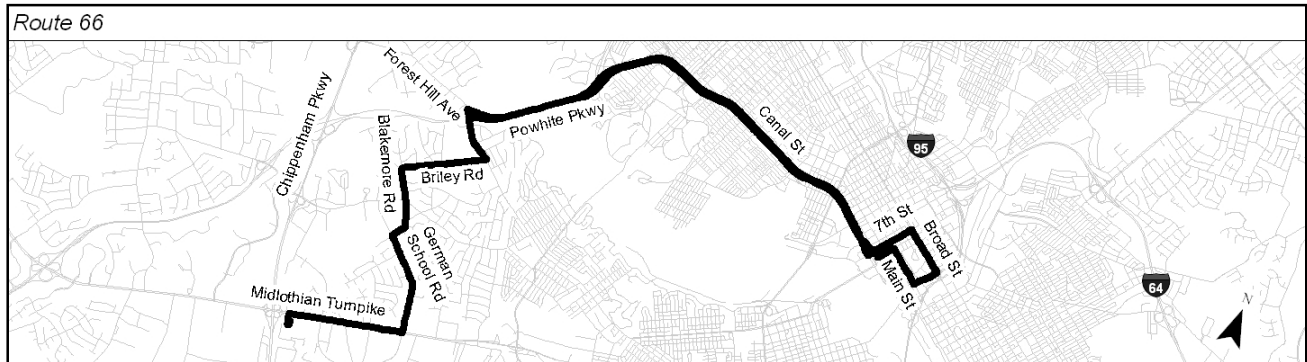 Route 66
Forest Hill Ave
Chippenham Pkwy
Powhite Pkwy
Canal St
Blakemore Rd
95
Briley Rd
7th St
Broad St
German
School Rd
Main St
64
Midlothian Turnpike
N